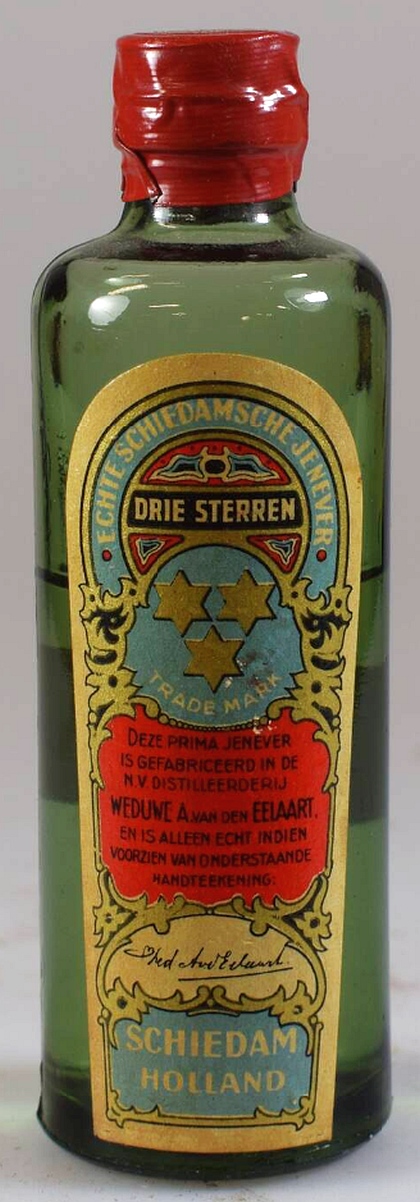 ECHTE SCHIEDAMSCHE JENEVER
DRIE STERREN
TRADE MARK
DEZE PRIMA JENEVER
IS GEFABRICEERD IN DE
N.V. DISTILLEERDERIJ
WEDUWE A. VAN DEN EELAART,
EN IS ALLEEN ECHT INDIEN
VOORZIEN VAN ONDERSTAANDE
HANDTEEKENING:
SCHIEDAM
HOLLAND